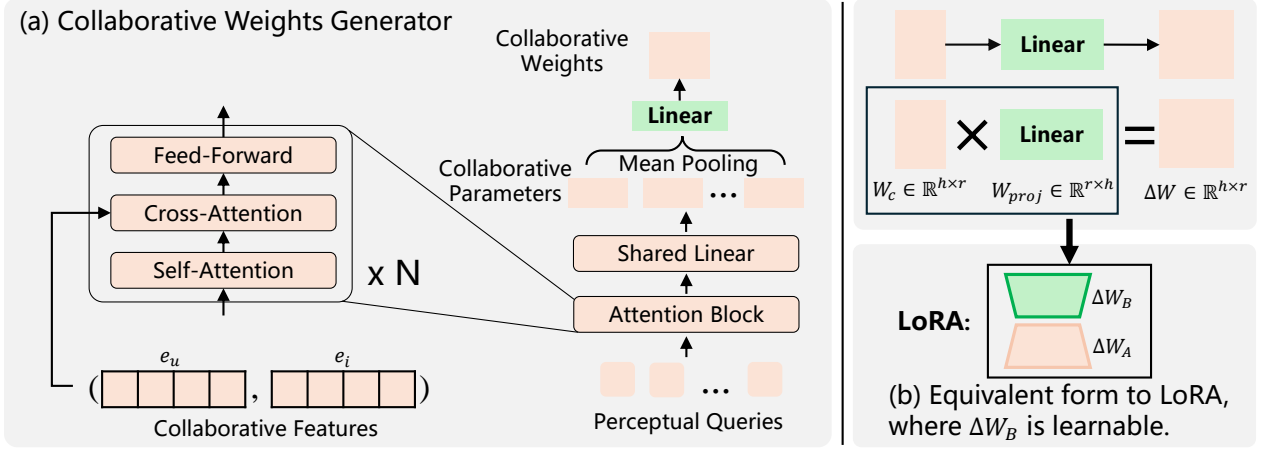 (a) Collaborative Weights Generator
Collaborative
Weights
Linear
Mean Pooling
Collaborative
Parameters
...
Shared Linear
Attention Block
...
Perceptual Queries
Feed-Forward
Cross-Attention
Self-Attention
x N
e_u
e_i
( , )
Collaborative Features
Linear
× Linear =
W_c ∈ ℝ^{h×r}
W_{proj} ∈ ℝ^{r×h}
ΔW ∈ ℝ^{h×r}
LoRA:
ΔW_B
ΔW_A
(b) Equivalent form to LoRA,
where ΔW_B is learnable.